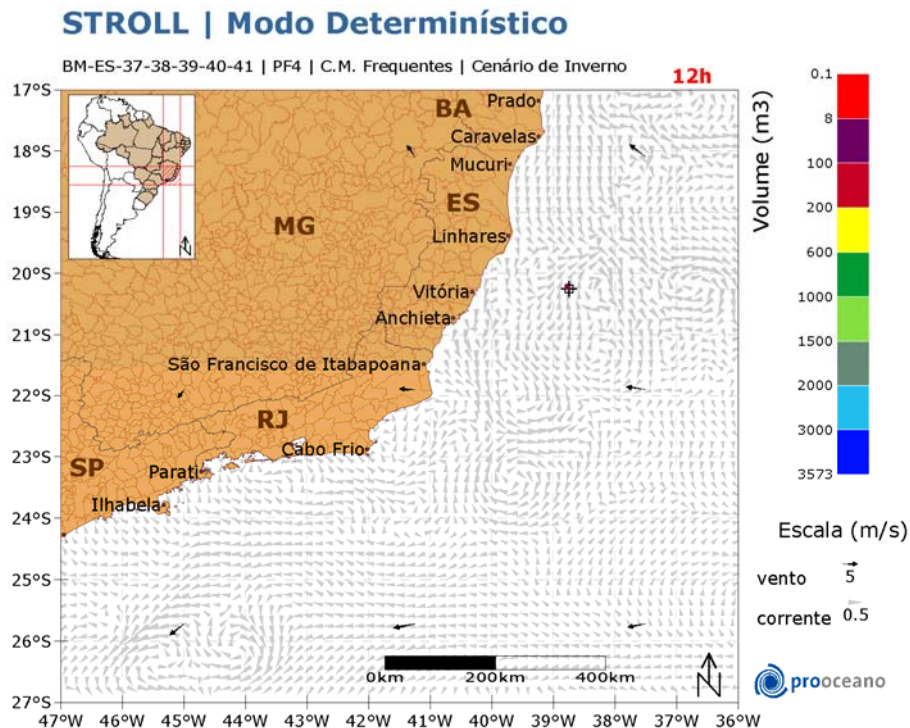 STROLL | Modo Determinístico
BM-ES-37-38-39-40-41 | PF4 | C.M. Frequentes | Cenário de Inverno
12h
17°S
18°S
19°S
20°S
21°S
22°S
23°S
24°S
25°S
26°S
27°S
BA
Prado
Caravelas
Mucuri
ES
MG
Linhares
Vitória
Anchieta
São Francisco de Itabapoana
RJ
Cabo Frio
SP
Parati
Ilhabela
N
0km
200km
400km
N
47°W
46°W
45°W
44°W
43°W
42°W
41°W
40°W
39°W
38°W
37°W
36°W
Volume (m3)
0.1
8
100
200
600
1000
1500
2000
3000
3573
Escala (m/s)
vento 5
corrente 0.5
prooceano